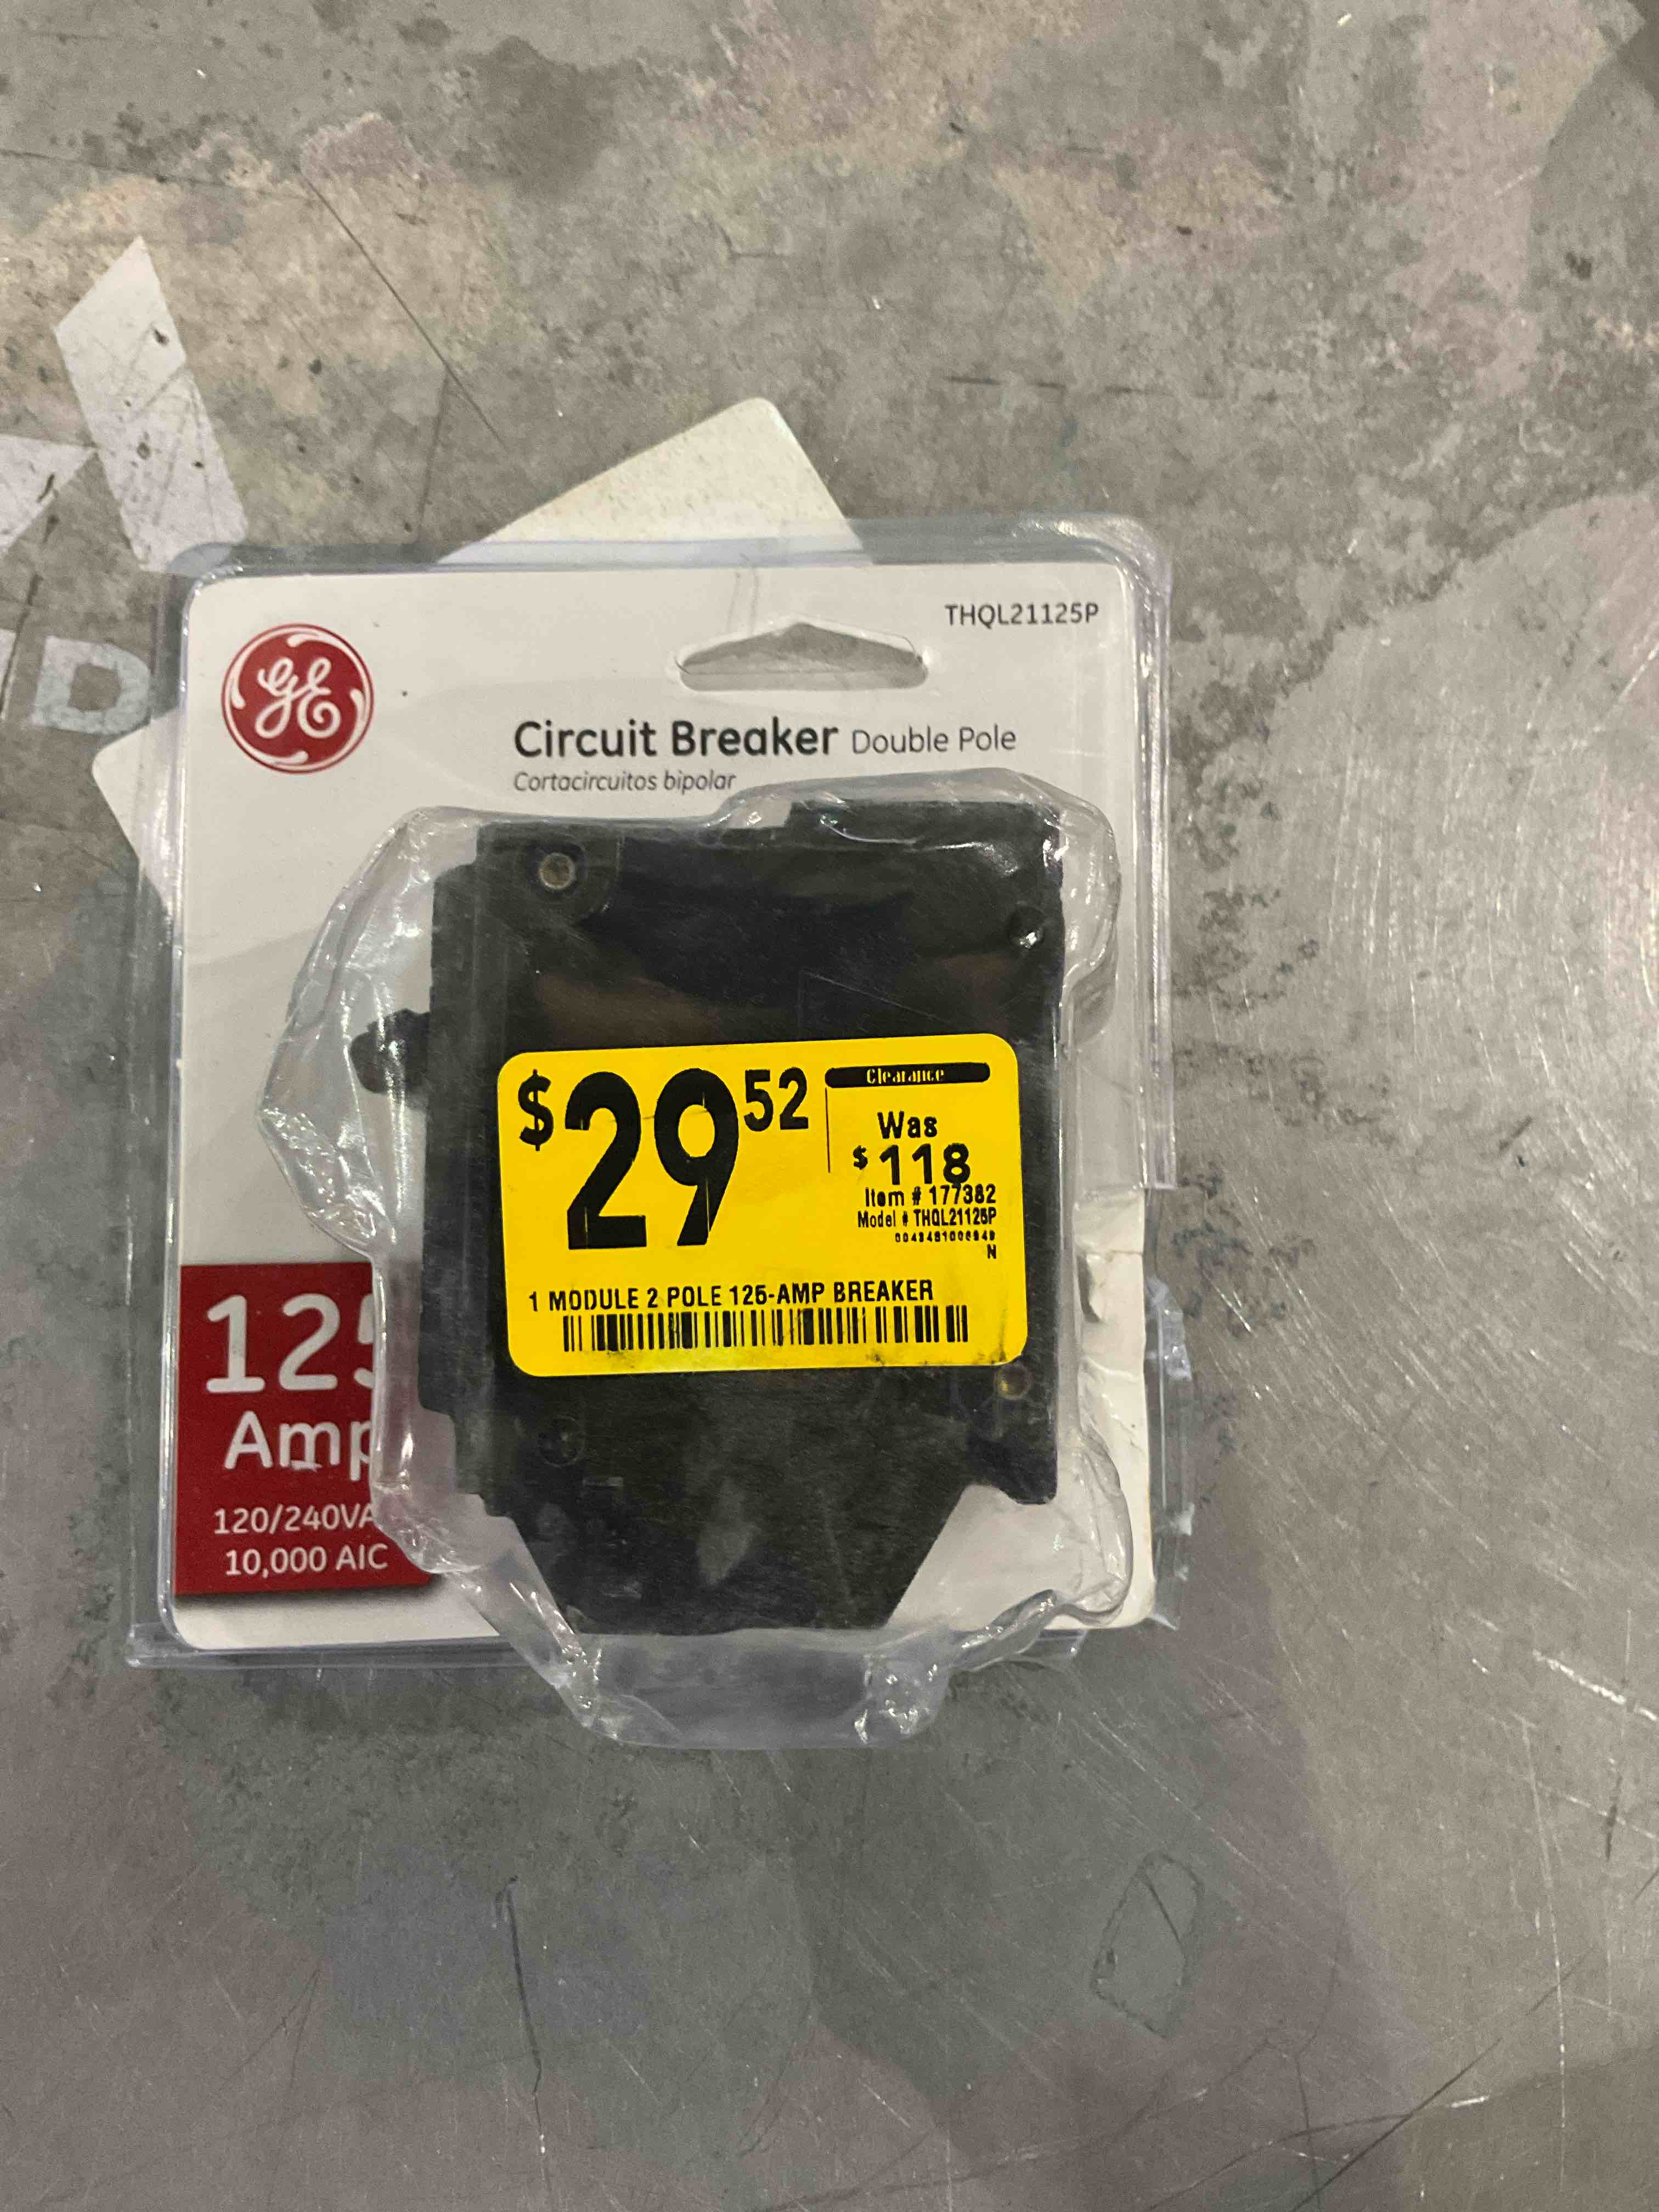 THQL21125P
GE
Circuit Breaker Double Pole
Cortacircuitos bipolar
$29 52
Clearance
Was
$118
Item # 177382
Model # THQL21125P
N
1 MODULE 2 POLE 125-AMP BREAKER
125
Amp
120/240VA
10,000 AIC
D